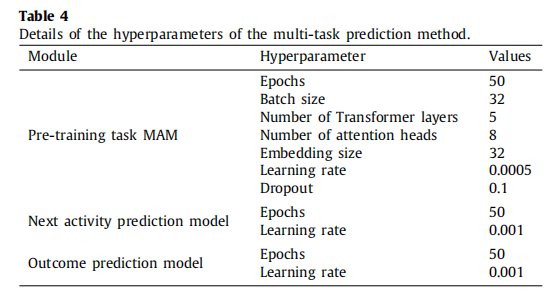 Table 4
Details of the hyperparameters of the multi-task prediction method.
Module Hyperparameter Values
Pre-training task MAM
Epochs 50
Batch size 32
Number of Transformer layers 5
Number of attention heads 8
Embedding size 32
Learning rate 0.0005
Dropout 0.1
Next activity prediction model
Epochs 50
Learning rate 0.001
Outcome prediction model
Epochs 50
Learning rate 0.001